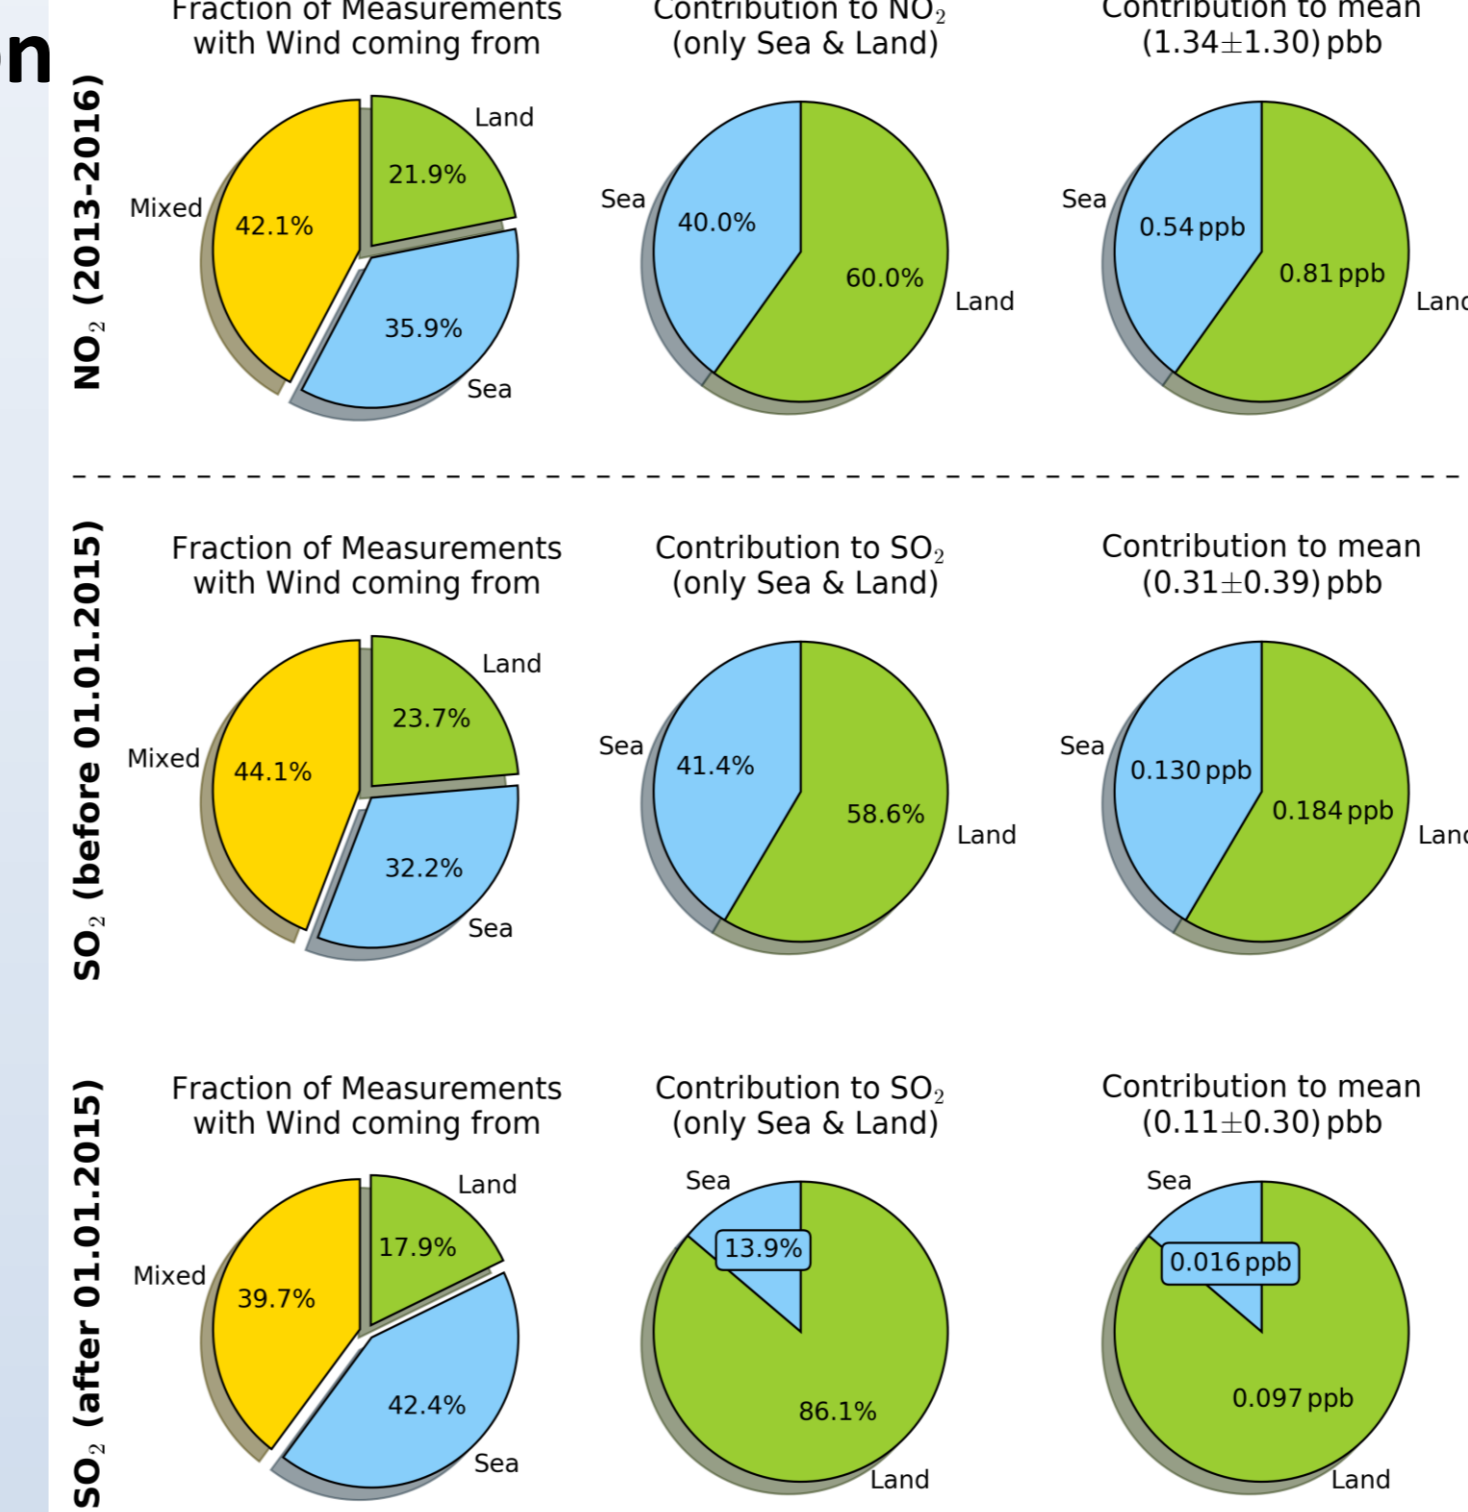 on
NO₂ (2013-2016)
Fraction of Measurements
with Wind coming from
Land
21.9%
Mixed
42.1%
35.9%
Sea
Contribution to NO₂
(only Sea & Land)
Sea
40.0%
60.0%
Land
Contribution to mean
(1.34±1.30) pbb
Sea
0.54 ppb
0.81 ppb
Land
SO₂ (before 01.01.2015)
Fraction of Measurements
with Wind coming from
Land
23.7%
Mixed
44.1%
32.2%
Sea
Contribution to SO₂
(only Sea & Land)
Sea
41.4%
58.6%
Land
Contribution to mean
(0.31±0.39) pbb
Sea
0.130 ppb
0.184 ppb
Land
SO₂ (after 01.01.2015)
Fraction of Measurements
with Wind coming from
Land
17.9%
Mixed
39.7%
42.4%
Sea
Contribution to SO₂
(only Sea & Land)
Sea
13.9%
86.1%
Land
Contribution to mean
(0.11±0.30) pbb
Sea
0.016 ppb
0.097 ppb
Land